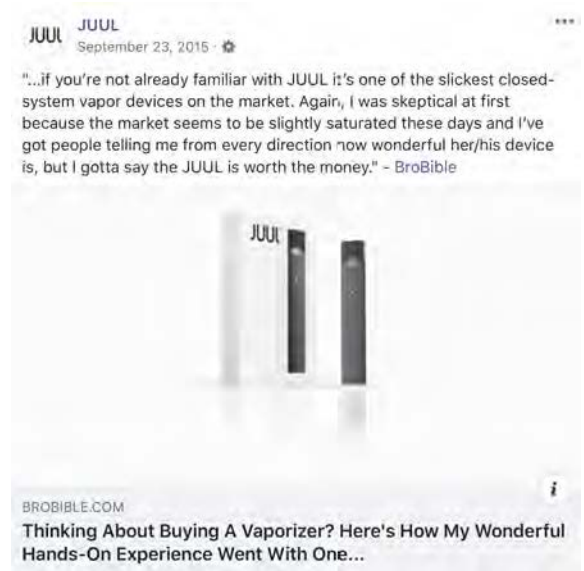 JUUL
JUUL
September 23, 2015 ·
"...if you're not already familiar with JUUL it's one of the slickest closed-
system vapor devices on the market. Again, I was skeptical at first
because the market seems to be slightly saturated these days and I've
got people telling me from every direction how wonderful her/his device
is, but I gotta say the JUUL is worth the money." - BroBible
JUUL
i
BROBIBLE.COM
Thinking About Buying A Vaporizer? Here's How My Wonderful
Hands-On Experience Went With One...